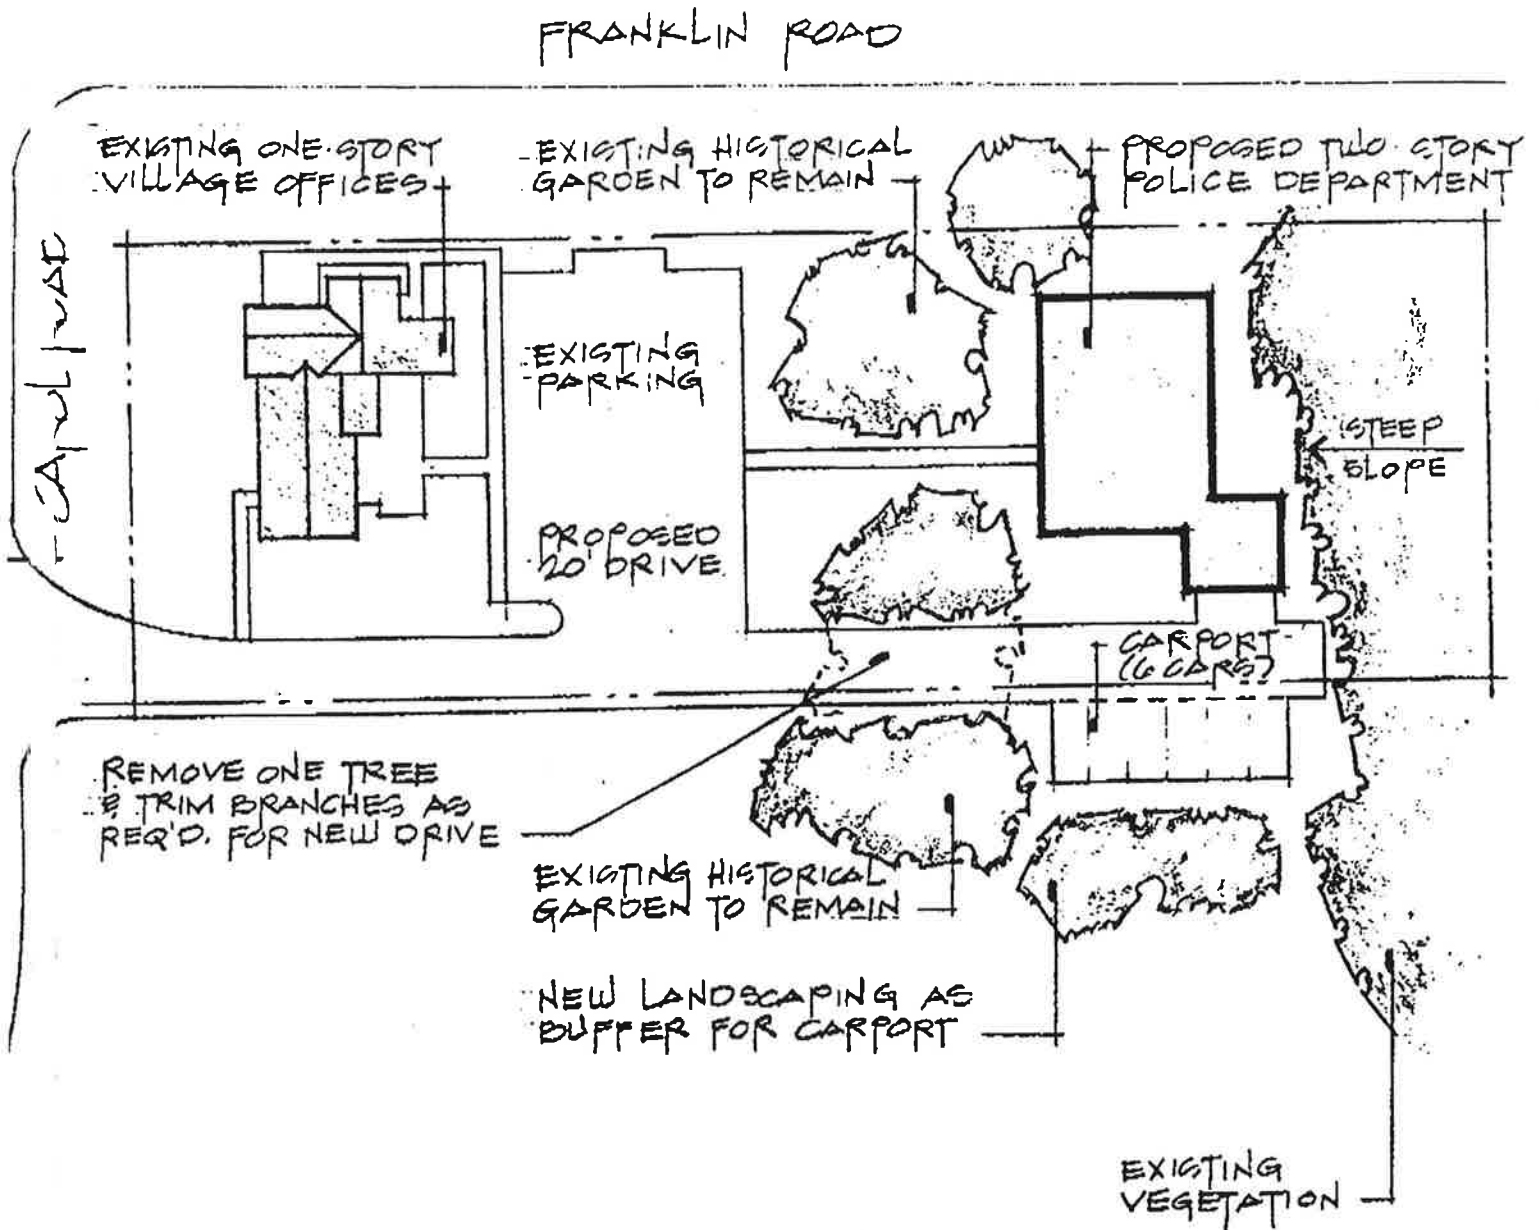 FRANKLIN ROAD
EXISTING ONE-STORY
VILLAGE OFFICES
EXISTING HISTORICAL
GARDEN TO REMAIN
PROPOSED TWO-STORY
POLICE DEPARTMENT
EXISTING
PARKING
STEEP
SLOPE
PROPOSED
20' DRIVE
CARPORT
(6 CARS)
REMOVE ONE TREE
& TRIM BRANCHES AS
REQ'D. FOR NEW DRIVE
EXISTING HISTORICAL
GARDEN TO REMAIN
NEW LANDSCAPING AS
BUFFER FOR CARPORT
EXISTING
VEGETATION